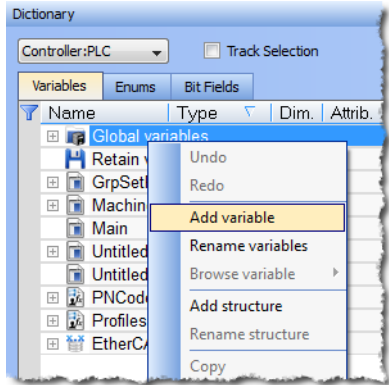 Dictionary
Controller:PLC
Track Selection
Variables Enums Bit Fields
Name Type Dim. Attrib.
Global variables
Retain
Undo
GrpSet
Redo
Machin
Main
Add variable
Untitled
Rename variables
Untitled
Browse variable
PNCod
Add structure
Profiles
Rename structure
EtherCA
Copy